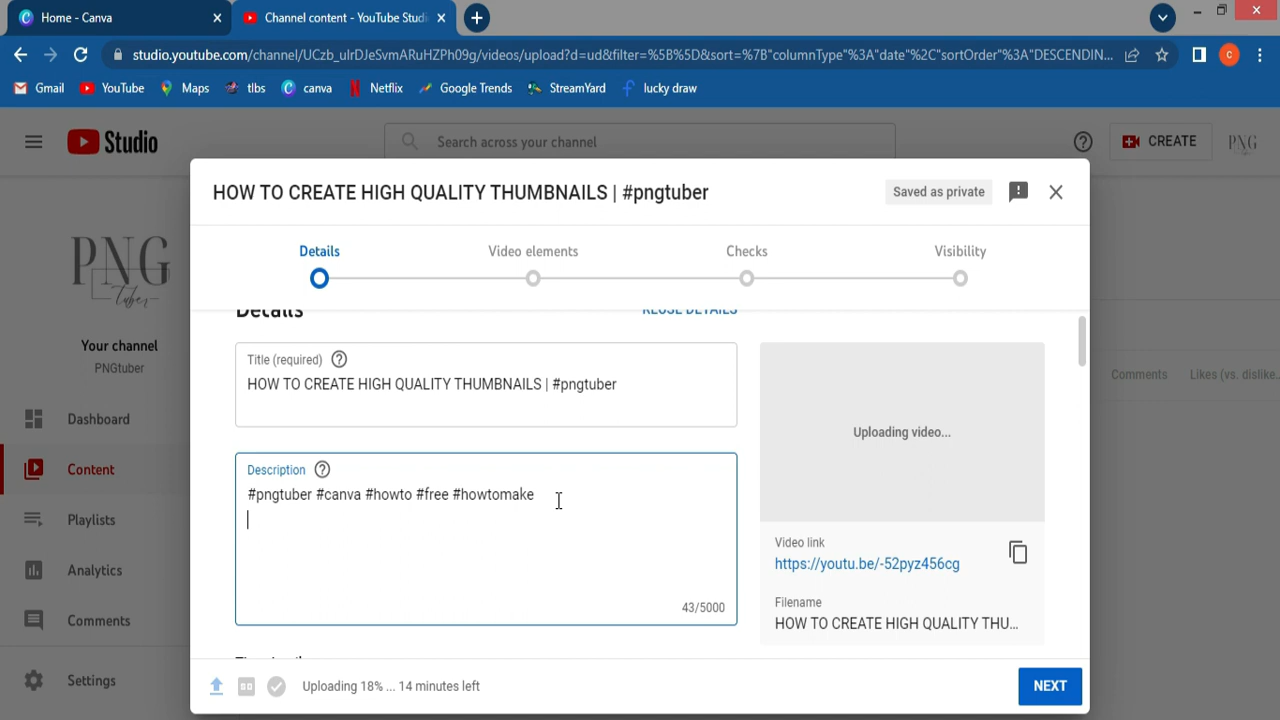 Home - Canva
Channel content - YouTube Studi
studio.youtube.com/channel/UCzb_ulrDJeSvmARuHZPh09g/videos/upload?d=ud&filter=%5B%5D&sort=%7B"columnType"%3A"date"%2C"sortOrder"%3A"DESCENDIN...
Gmail YouTube Maps tlbs canva Netflix Google Trends StreamYard lucky draw
Studio
Search across your channel
CREATE
PNG
HOW TO CREATE HIGH QUALITY THUMBNAILS | #pngtuber
Saved as private
Details Video elements Checks Visibility
PNG
tuber
Your channel
PNGtuber
Dashboard
Content
Playlists
Analytics
Comments
Settings
Details
REUSE DETAILS
Title (required)
HOW TO CREATE HIGH QUALITY THUMBNAILS | #pngtuber
Description
#pngtuber #canva #howto #free #howtomake
43/5000
Uploading video...
Video link
https://youtu.be/-52pyz456cg
Filename
HOW TO CREATE HIGH QUALITY THU...
Comments
Likes (vs. dislike...
Uploading 18% ... 14 minutes left
NEXT